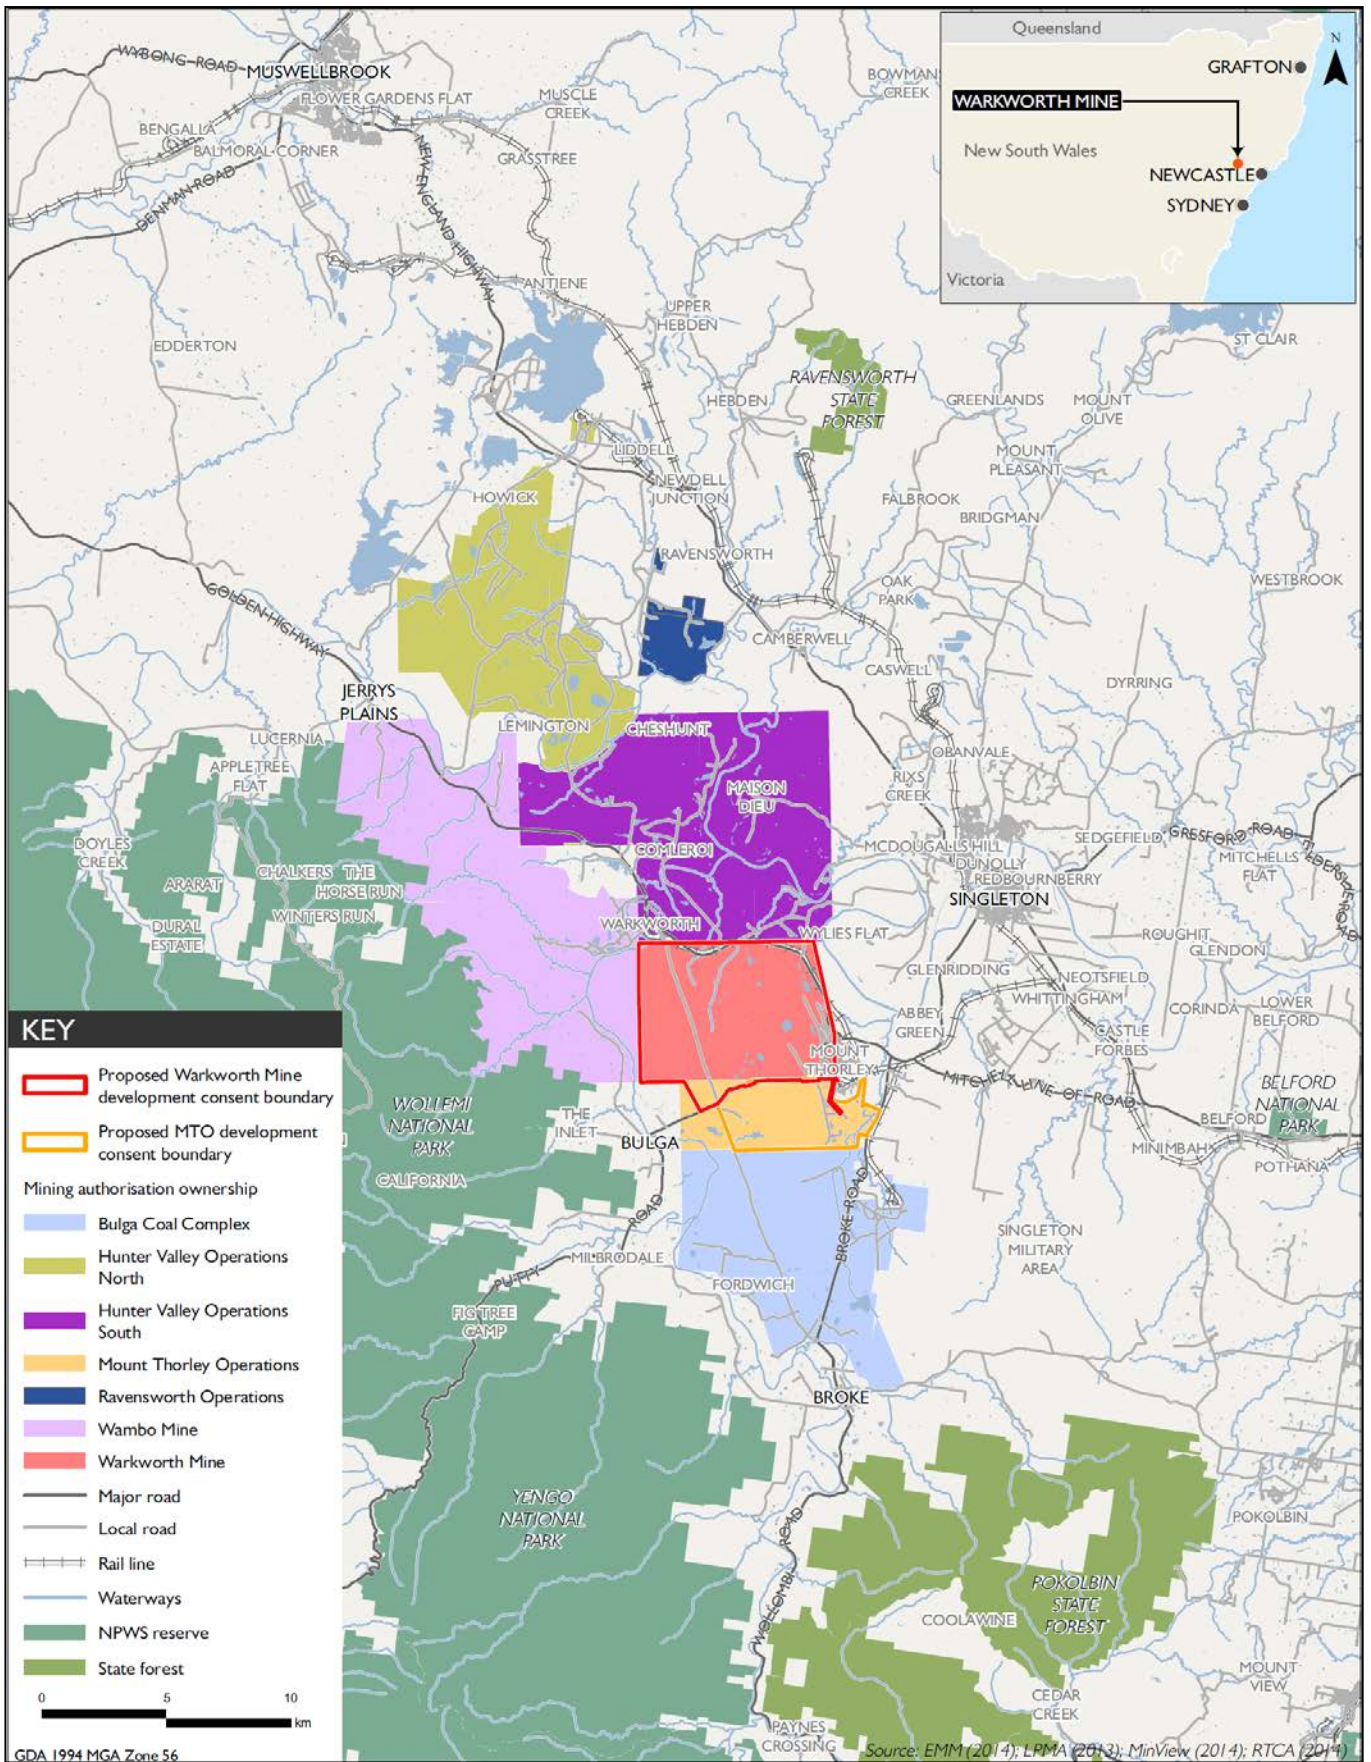 Queensland
N
GRAFTON
WARKWORTH MINE
New South Wales
NEWCASTLE
SYDNEY
Victoria
WYBONG ROAD
MUSWELLBROOK
FLOWER GARDENS FLAT
BENGALLA
BALMORAL CORNER
DENMAN ROAD
NEW ENGLAND HIGHWAY
MUSCLE
CREEK
GRASSTREE
BOWMAN
CREEK
ANTIENE
UPPER
HEBDEN
ST CLAIR
EDDERTON
RAVENSWORTH
STATE
FOREST
HEBDEN
GREENLANDS
MOUNT
OLIVE
LIDDELL
MOUNT
PLEASANT
NEWDELL
JUNCTION
HOWICK
FALBROOK
BRIDGMAN
RAVENSWORTH
OAK
PARK
WESTBROOK
GOLDEN HIGHWAY
CAMBERWELL
CASWELL
JERRYS
PLAINS
DYRRING
LEMINGTON
CHESHUNT
LUCERNIA
OBANVALE
APPLETREE
FLAT
MAISON
DIEU
RIXS
CREEK
DOYLES
CREEK
COMLEROI
MCDOUGALLS HILL
SEDGEFIELD
GRESFORD ROAD
ELDERSLIE ROAD
DUNOLLY
MITCHELLS
FLAT
CHALKERS
THE
HORSE RUN
REDBOURNBERRY
ARARAT
SINGLETON
WINTERS RUN
DURAL
ESTATE
WARKWORTH
WYLIES FLAT
ROUGHIT
GLENDON
GLENRIDDING
NEOTSFIELD
WHITTINGHAM
CORINDA
LOWER
BELFORD
ABBEY
GREEN
CASTLE
FORBES
MOUNT
THORLEY
MITCHELL LINE OF ROAD
BELFORD
NATIONAL
PARK
WOLLEMI
NATIONAL
PARK
THE
INLET
BULGA
BELFORD
MINIMBAH
POTHANA
CALIFORNIA
PUTTY ROAD
BROKE ROAD
SINGLETON
MILITARY
AREA
MILBRODALE
FORDWICH
FIG TREE
CAMP
BROKE
YENGO
NATIONAL
PARK
WOLLOMBI ROAD
POKOLBIN
POKOLBIN
STATE
FOREST
COOLAWINE
MOUNT
VIEW
CEDAR
CREEK
PAYNES
CROSSING
KEY
Proposed Warkworth Mine
development consent boundary
Proposed MTO development
consent boundary
Mining authorisation ownership
Bulga Coal Complex
Hunter Valley Operations
North
Hunter Valley Operations
South
Mount Thorley Operations
Ravensworth Operations
Wambo Mine
Warkworth Mine
Major road
Local road
Rail line
Waterways
NPWS reserve
State forest
0 5 10
km
GDA 1994 MGA Zone 56
Source: EMM (2014); LPMA (2013); MinView (2014); RTCA (2014)